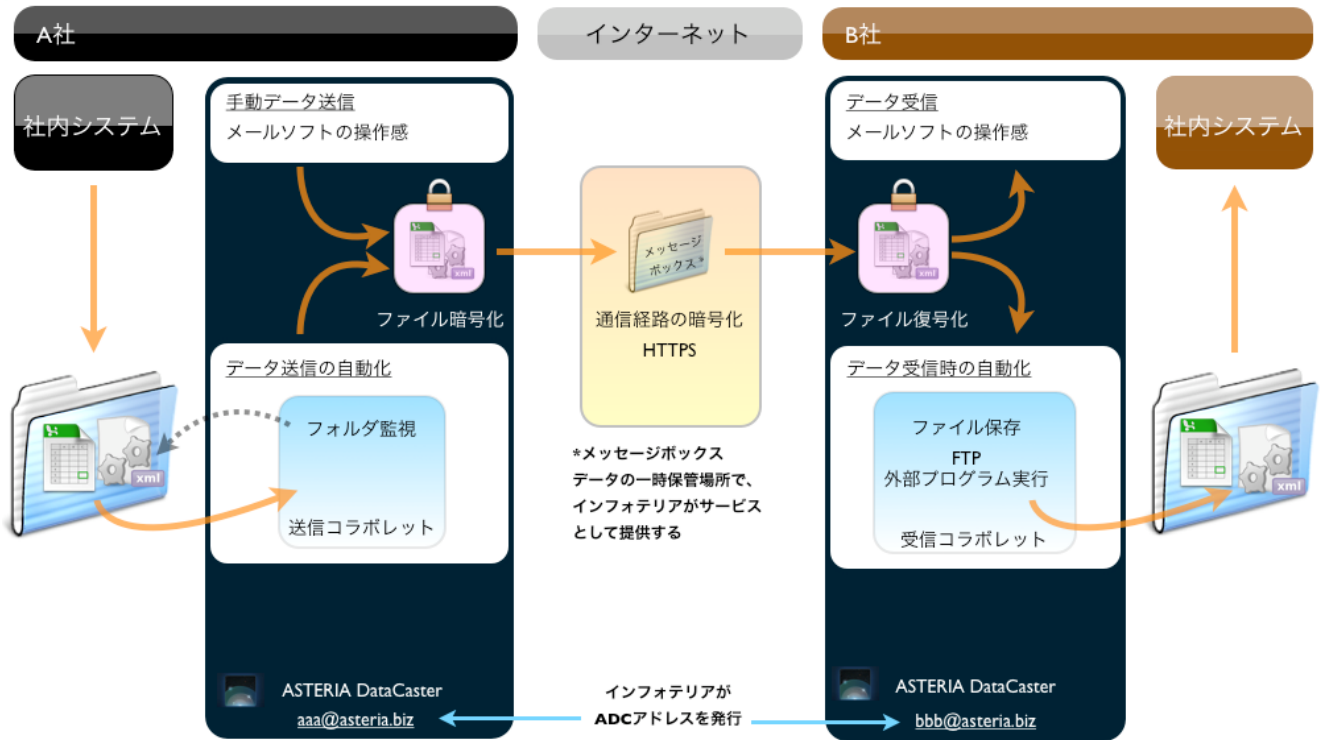 A社
インターネット
B社
社内システム
手動データ送信
メールソフトの操作感
データ受信
メールソフトの操作感
社内システム
メッセージ
ボックス*
xml
xml
ファイル暗号化
通信経路の暗号化
HTTPS
ファイル復号化
データ送信の自動化
フォルダ監視
送信コラボレット
xml
*メッセージボックス
データの一時保管場所で、
インフォテリアがサービス
として提供する
データ受信時の自動化
ファイル保存
FTP
外部プログラム実行
受信コラボレット
xml
ASTERIA DataCaster
aaa@asteria.biz
インフォテリアが
ADCアドレスを発行
ASTERIA DataCaster
bbb@asteria.biz